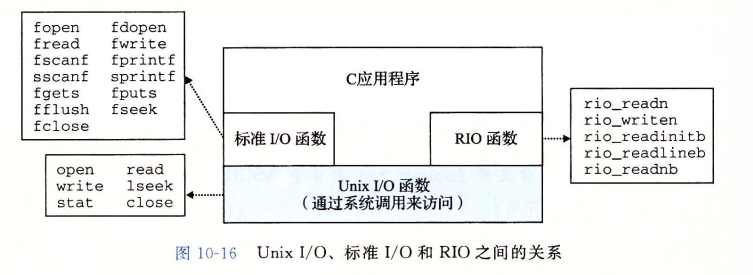 fopen fdopen
fread fwrite
fscanf fprintf
sscanf sprintf
fgets fputs
fflush fseek
fclose
C应用程序
标准 I/O 函数
RIO 函数
rio_readn
rio_writen
rio_readinitb
rio_readlineb
rio_readnb
open read
write lseek
stat close
Unix I/O 函数
(通过系统调用来访问)
图 10-16 Unix I/O、标准 I/O 和 RIO 之间的关系